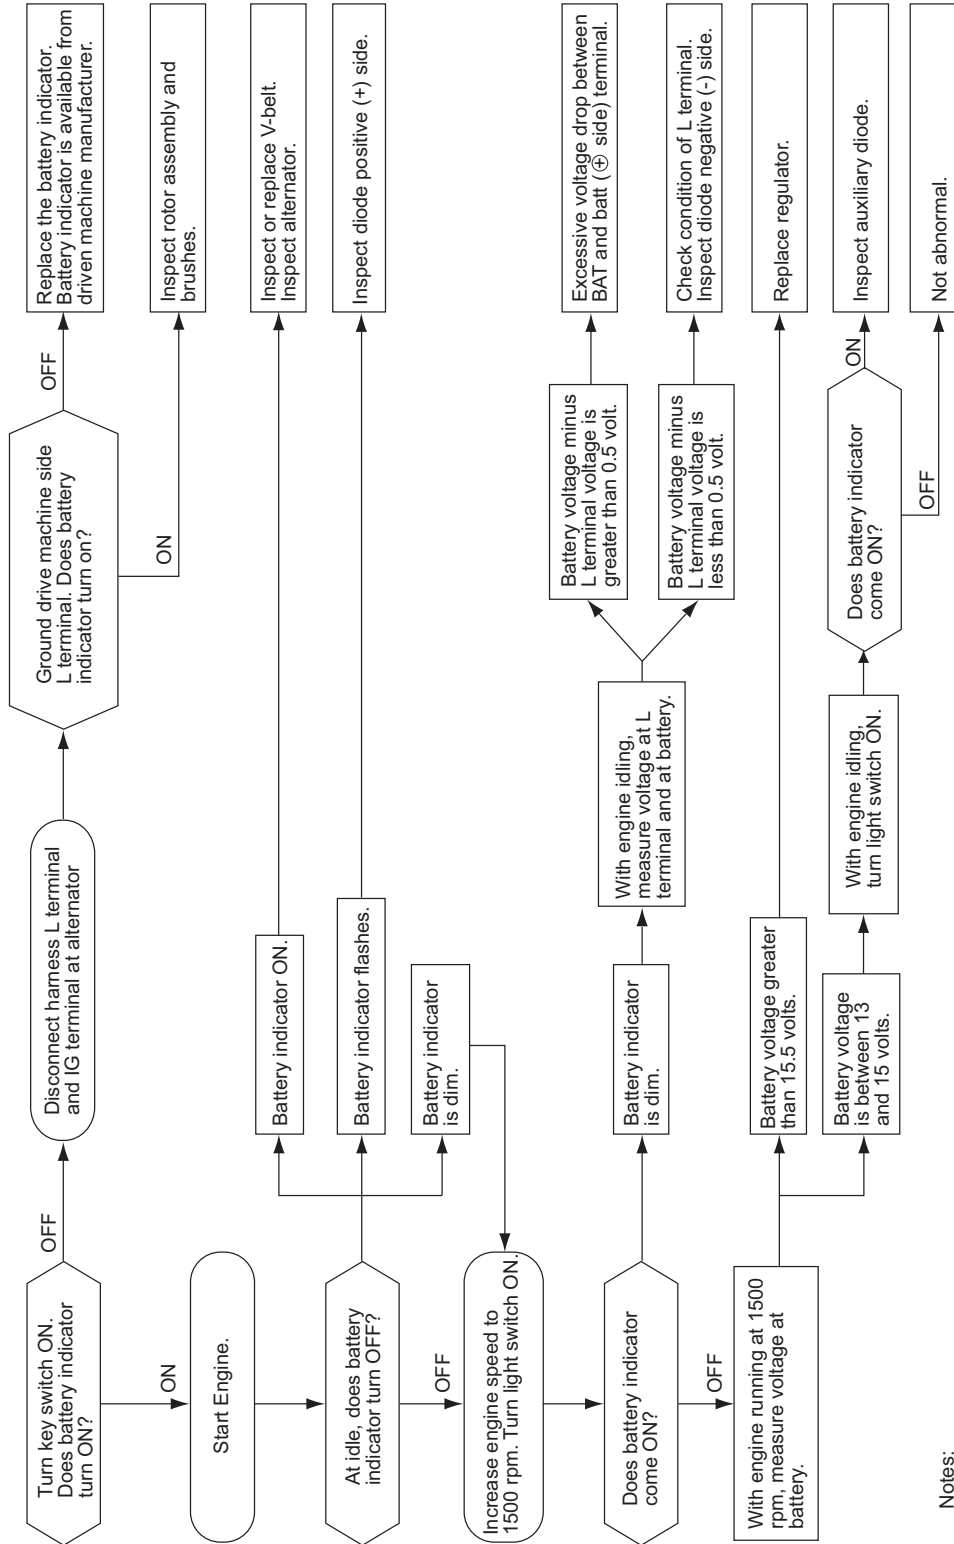 Turn key switch ON.
Does battery indicator
turn ON?
OFF
Disconnect harness L terminal
and IG terminal at alternator
Ground drive machine side
L terminal. Does battery
indicator turn on?
OFF
Replace the battery indicator.
Battery indicator is available from
driven machine manufacturer.
ON
Inspect rotor assembly and
brushes.
ON
Start Engine.
At idle, does battery
indicator turn OFF?
Battery indicator ON.
Inspect or replace V-belt.
Inspect alternator.
Battery indicator flashes.
Inspect diode positive (+) side.
Battery indicator
is dim.
OFF
Increase engine speed to
1500 rpm. Turn light switch ON.
Does battery indicator
come ON?
Battery indicator
is dim.
With engine idling,
measure voltage at L
terminal and at battery.
Battery voltage minus
L terminal voltage is
greater than 0.5 volt.
Excessive voltage drop between
BAT and batt (⊕ side) terminal.
Battery voltage minus
L terminal voltage is
less than 0.5 volt.
Check condition of L terminal.
Inspect diode negative (-) side.
OFF
With engine running at 1500
rpm, measure voltage at
battery.
Battery voltage greater
than 15.5 volts.
Replace regulator.
Battery voltage
is between 13
and 15 volts.
With engine idling,
turn light switch ON.
Does battery indicator
come ON?
ON
Inspect auxiliary diode.
OFF
Not abnormal.
Notes: